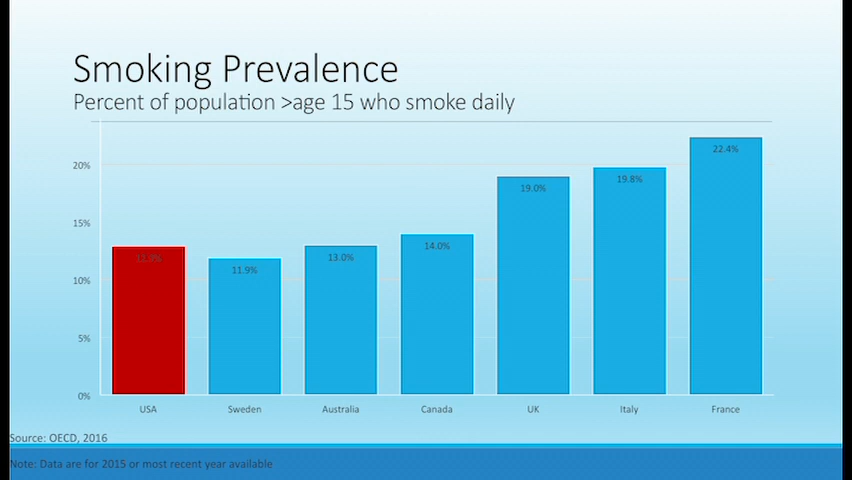 Smoking Prevalence
Percent of population >age 15 who smoke daily
22.4%
20%
19.8%
19.0%
15%
14.0%
12.9%
13.0%
11.9%
10%
5%
0%
USA Sweden Australia Canada UK Italy France
Source: OECD, 2016
Note: Data are for 2015 or most recent year available